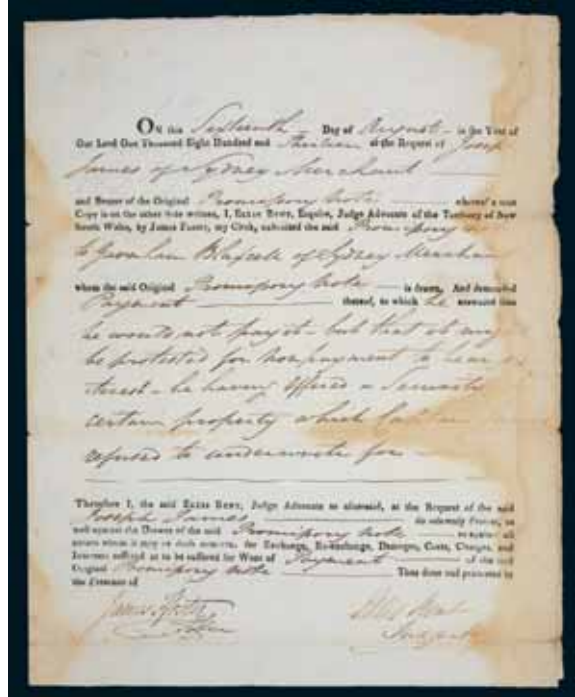 ON this Sixteenth Day of August in the Year of
Our Lord One Thousand Eight Hundred and Thirteen at the Request of Joseph
James of Sydney Merchant
and Bearer of the Original Promissory Note whereof a true
Copy is on the other side written, I, ELLIS BENT, Esquire, Judge Advocate of the Territory of New
South Wales, by James Foster, my Clerk, exhibited the said Promissory
to Garnham Blaxcell of Sydney Merchant
whom the said Original Promissory Note is drawn, And demanded
Payment thereof, to which he answered that
he would not pay it - but that it may
be protested for Non payment to bear
terest - he having offered a Security
certain property which
refused to underwrite for
Therefore I, the said ELLIS BENT, Judge Advocate as aforesaid, at the Request of the said
Joseph James do solemnly Protest, as
well against the Drawer of the said Promissory Note as against all
others whom it may or doth concern, for Exchange, Re-exchange, Damages, Costs, Charges, and
Interest suffered or to be suffered for Want of Payment of the said
Original Promissory Note Thus done and protested in
the Presence of
James Foster Ellis Bent